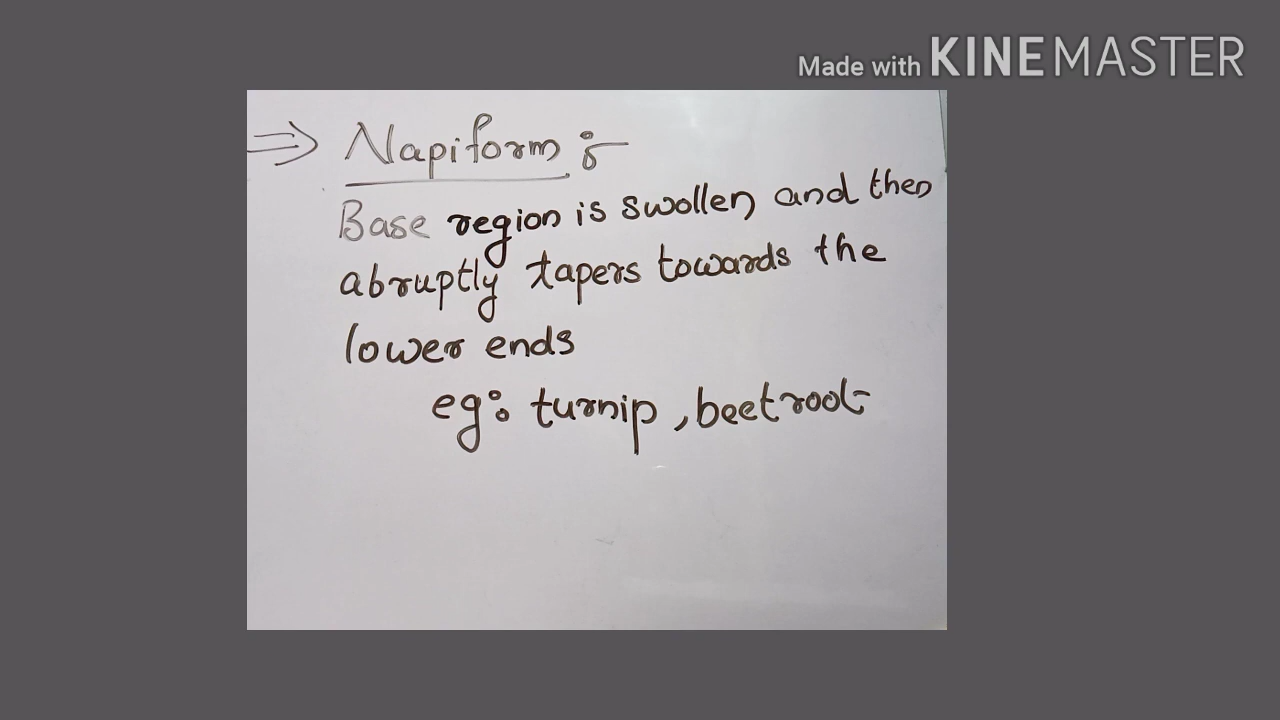 Made with KINEMASTER
⇒ Napiform :-
Base region is swollen and then
abruptly tapers towards the
lower ends
eg: turnip, beetroot